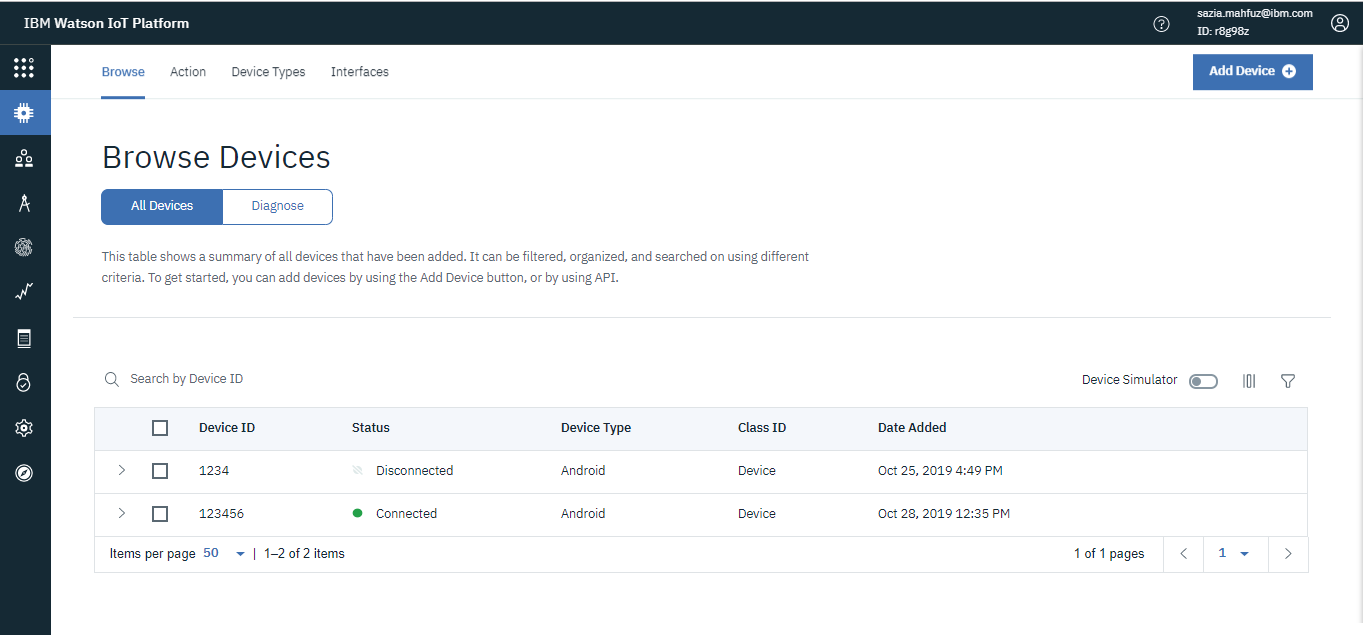 IBM Watson IoT Platform
sazia.mahfuz@ibm.com
ID: r8g98z
Browse Action Device Types Interfaces
Add Device
Browse Devices
All Devices Diagnose
This table shows a summary of all devices that have been added. It can be filtered, organized, and searched on using different
criteria. To get started, you can add devices by using the Add Device button, or by using API.
Search by Device ID
Device Simulator
Device ID Status Device Type Class ID Date Added
1234 Disconnected Android Device Oct 25, 2019 4:49 PM
123456 Connected Android Device Oct 28, 2019 12:35 PM
Items per page 50 | 1–2 of 2 items 1 of 1 pages 1